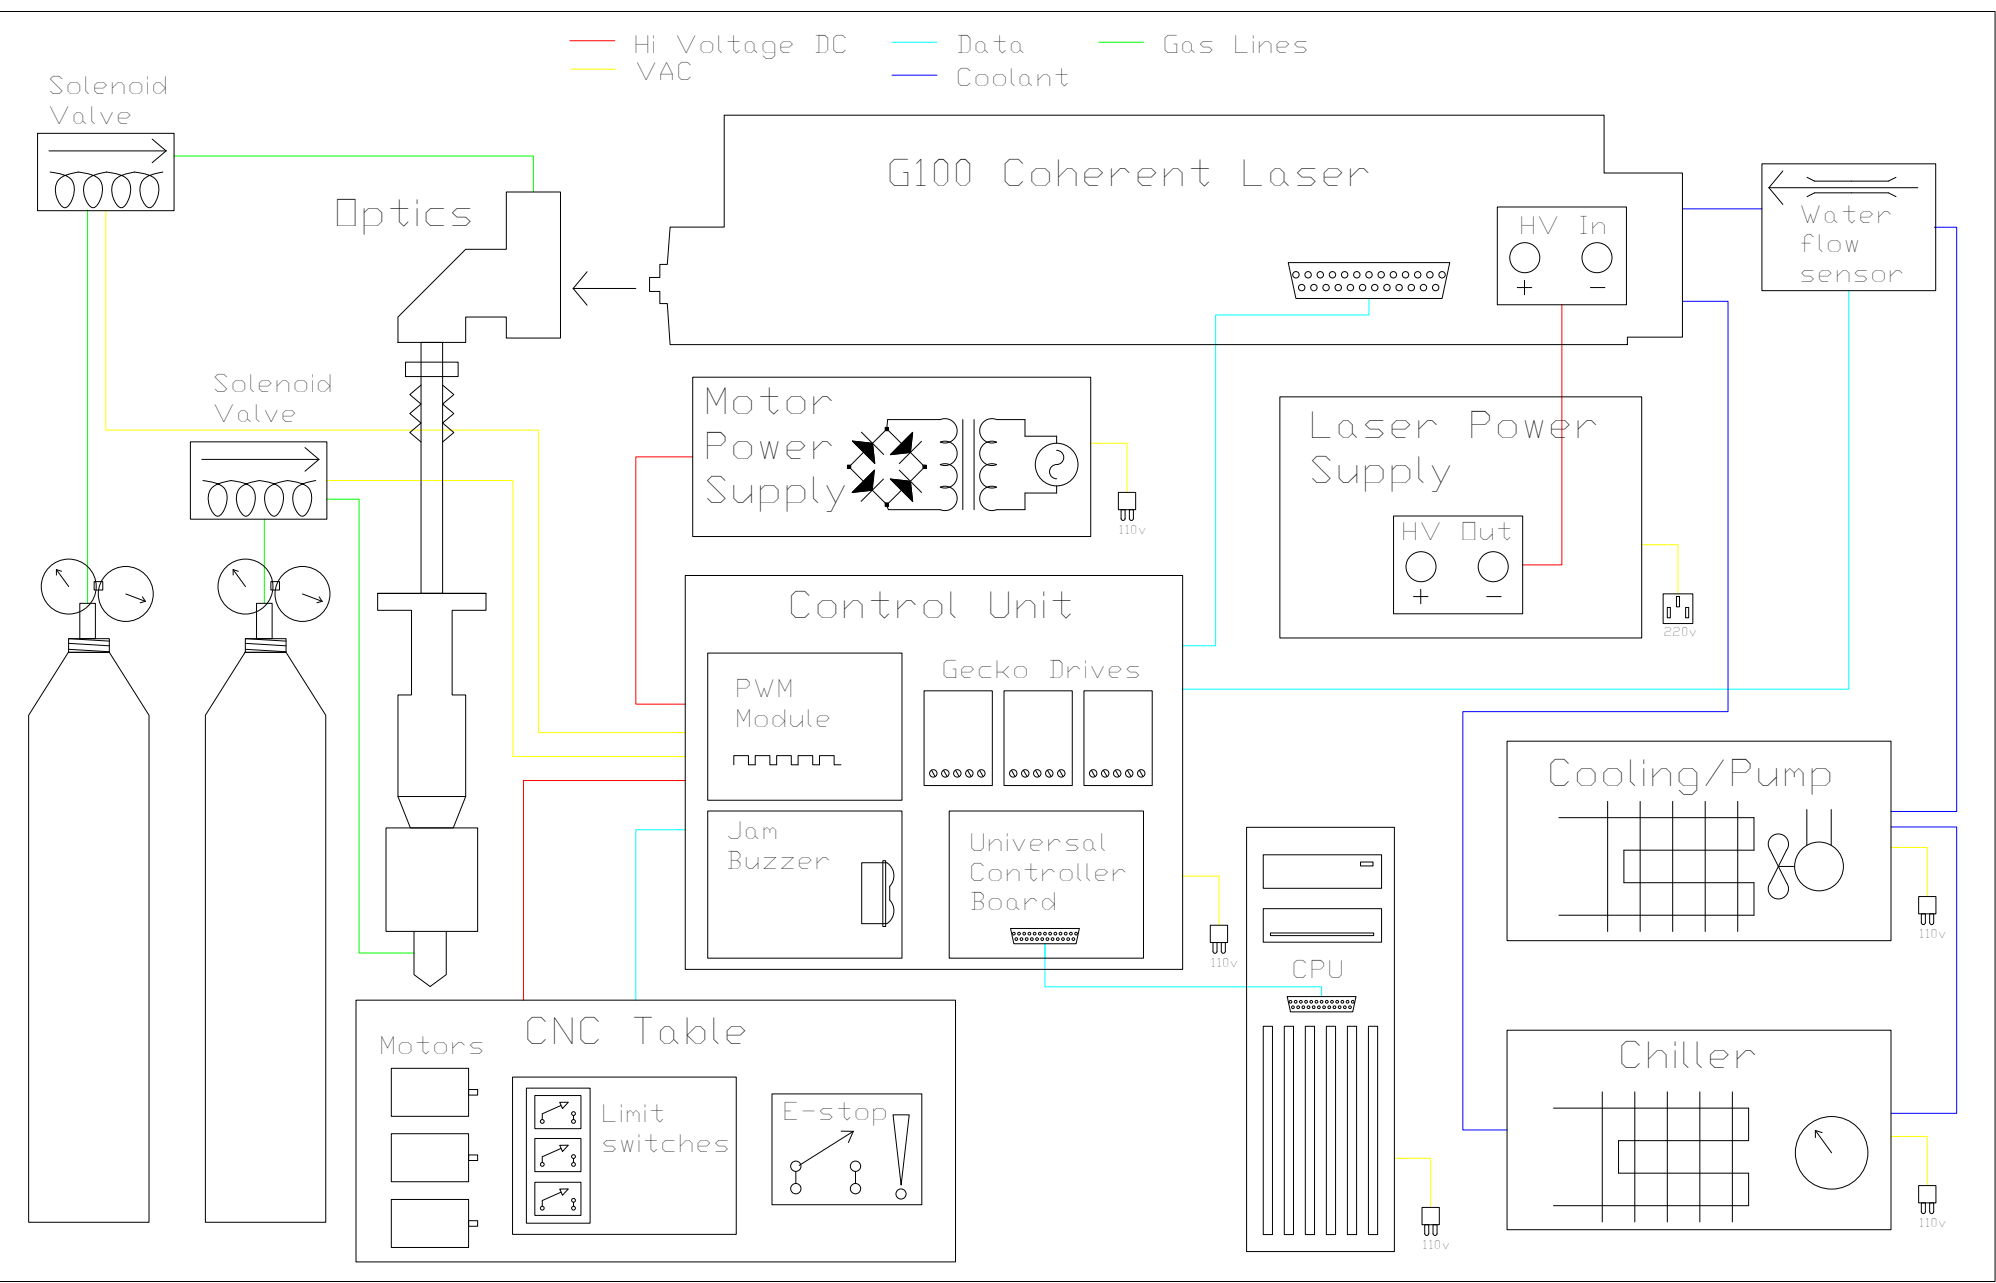 Hi Voltage DC
VAC
Data
Coolant
Gas Lines
Solenoid
Valve
Optics
G100 Coherent Laser
HV In
+ −
Water
flow
sensor
Solenoid
Valve
Motor
Power
Supply
110v
Laser Power
Supply
HV Out
+ −
220v
Control Unit
PWM
Module
Gecko Drives
Jam
Buzzer
Universal
Controller
Board
110v
CPU
110v
Cooling/Pump
110v
Chiller
110v
CNC Table
Motors
Limit
switches
E-stop